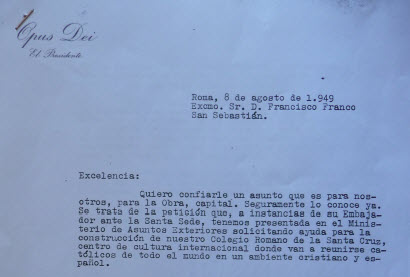 Opus Dei
El Presidente
Roma, 8 de agosto de 1.949
Excmo. Sr. D. Francisco Franco
San Sebastián.
Excelencia:
Quiero confiarle un asunto que es para nos-
otros, para la Obra, capital. Seguramente lo conoce ya.
Se trata de la petición que, a instancias de su Embaja-
dor ante la Santa Sede, tenemos presentada en el Minis-
terio de Asuntos Exteriores solicitando ayuda para la
construcción de nuestro Colegio Romano de la Santa Cruz,
centro de cultura internacional donde van a reunirse ca-
tólicos de todo el mundo en un ambiente cristiano y es-
pañol.